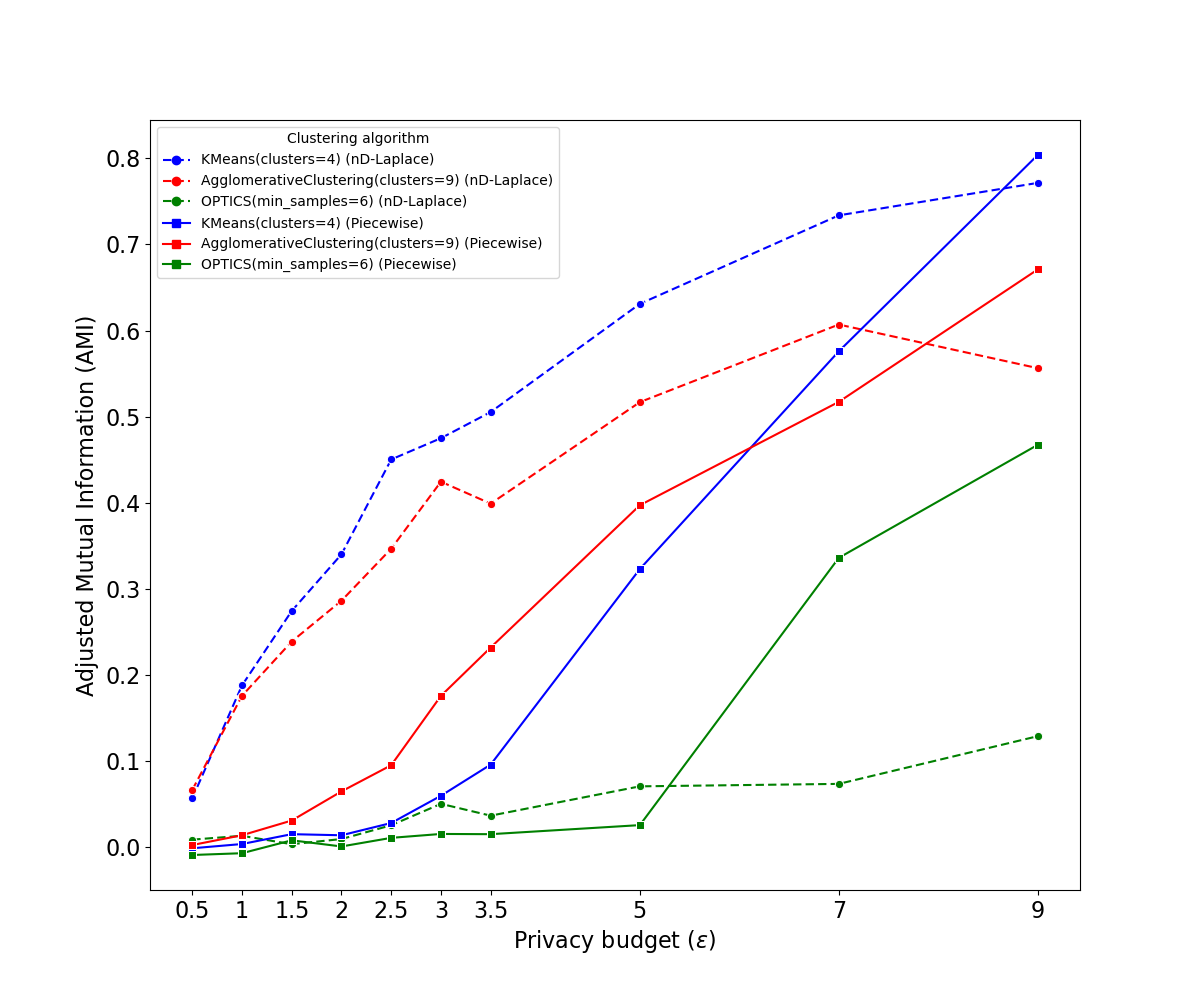 Clustering algorithm
KMeans(clusters=4) (nD-Laplace)
AgglomerativeClustering(clusters=9) (nD-Laplace)
OPTICS(min_samples=6) (nD-Laplace)
KMeans(clusters=4) (Piecewise)
AgglomerativeClustering(clusters=9) (Piecewise)
OPTICS(min_samples=6) (Piecewise)
Adjusted Mutual Information (AMI)
0.8
0.7
0.6
0.5
0.4
0.3
0.2
0.1
0.0
0.5 1 1.5 2 2.5 3 3.5 5 7 9
Privacy budget (ε)